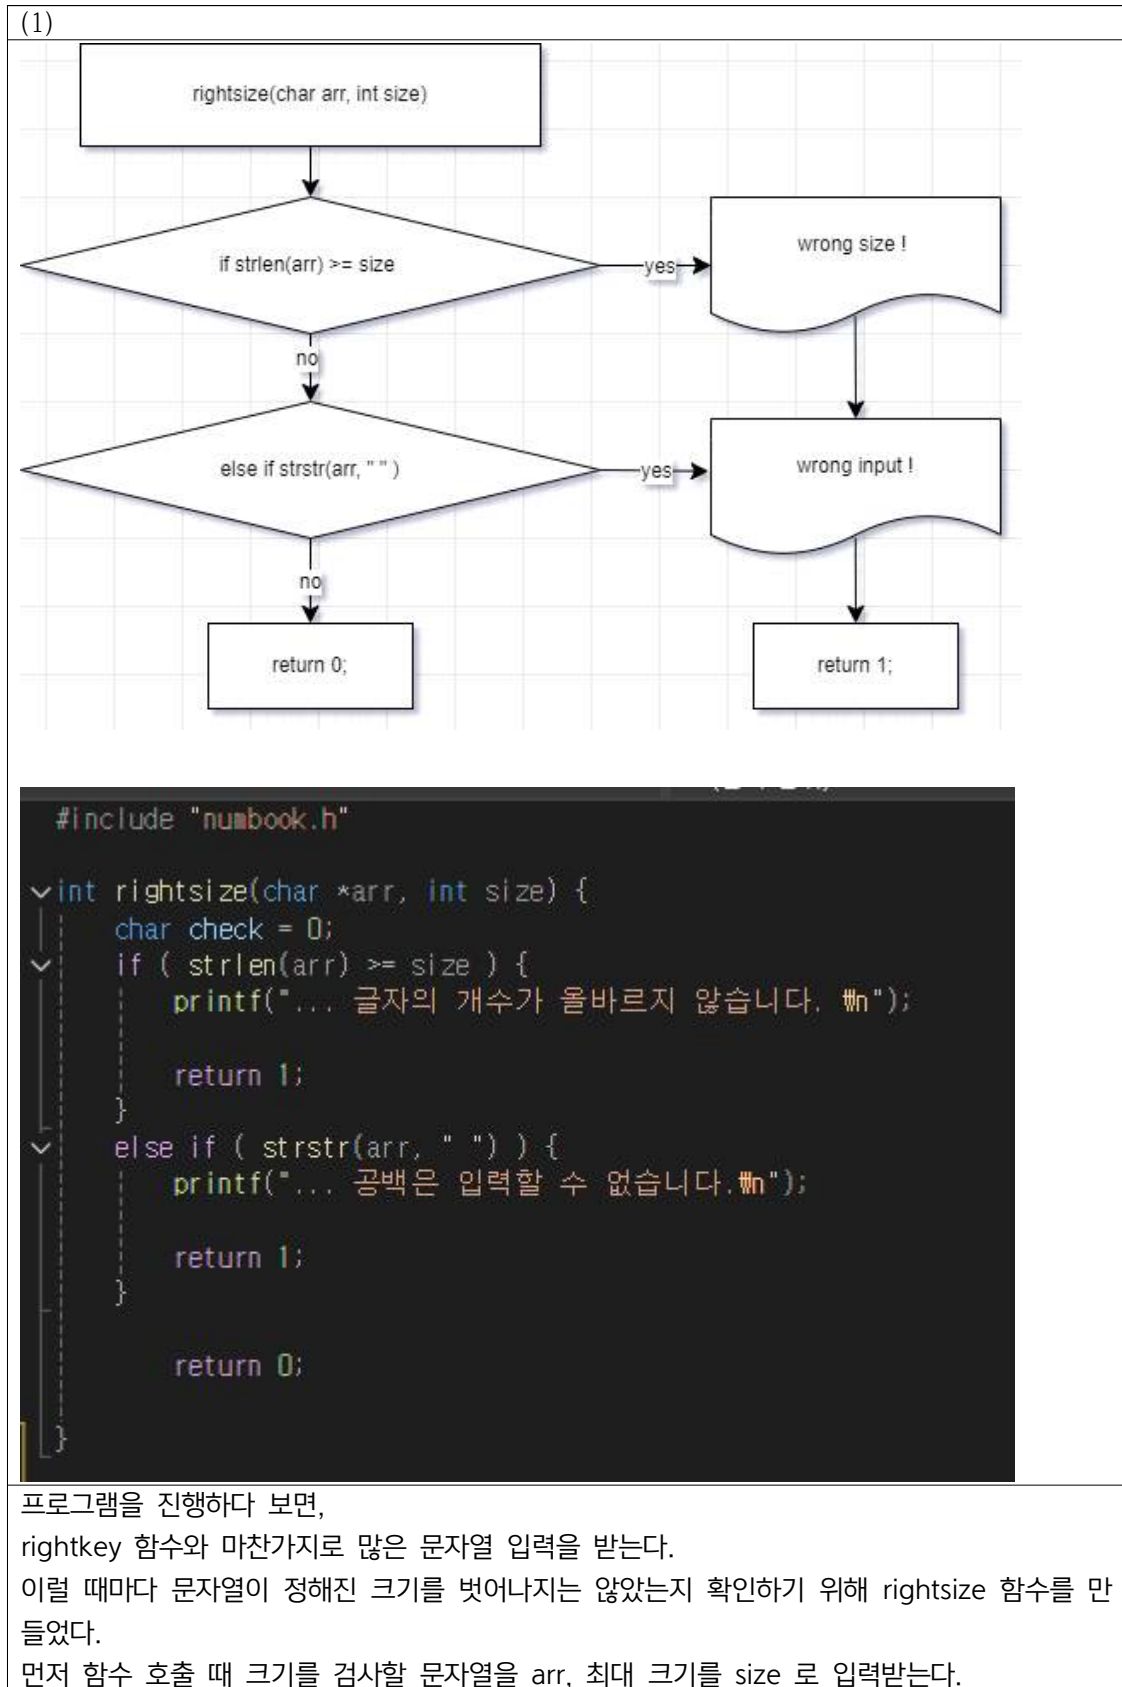 (1)
rightsize(char arr, int size)
if strlen(arr) >= size
yes
wrong size !
no
else if strstr(arr, " " )
yes
wrong input !
no
return 0;
return 1;
#include "numbook.h"
int rightsize(char *arr, int size) {
char check = 0;
if ( strlen(arr) >= size ) {
printf("... 글자의 개수가 올바르지 않습니다. ₩n");
return 1;
}
else if ( strstr(arr, " ") ) {
printf("... 공백은 입력할 수 없습니다.₩n");
return 1;
}
return 0;
}
프로그램을 진행하다 보면,
rightkey 함수와 마찬가지로 많은 문자열 입력을 받는다.
이럴 때마다 문자열이 정해진 크기를 벗어나지는 않았는지 확인하기 위해 rightsize 함수를 만
들었다.
먼저 함수 호출 때 크기를 검사할 문자열을 arr, 최대 크기를 size 로 입력받는다.